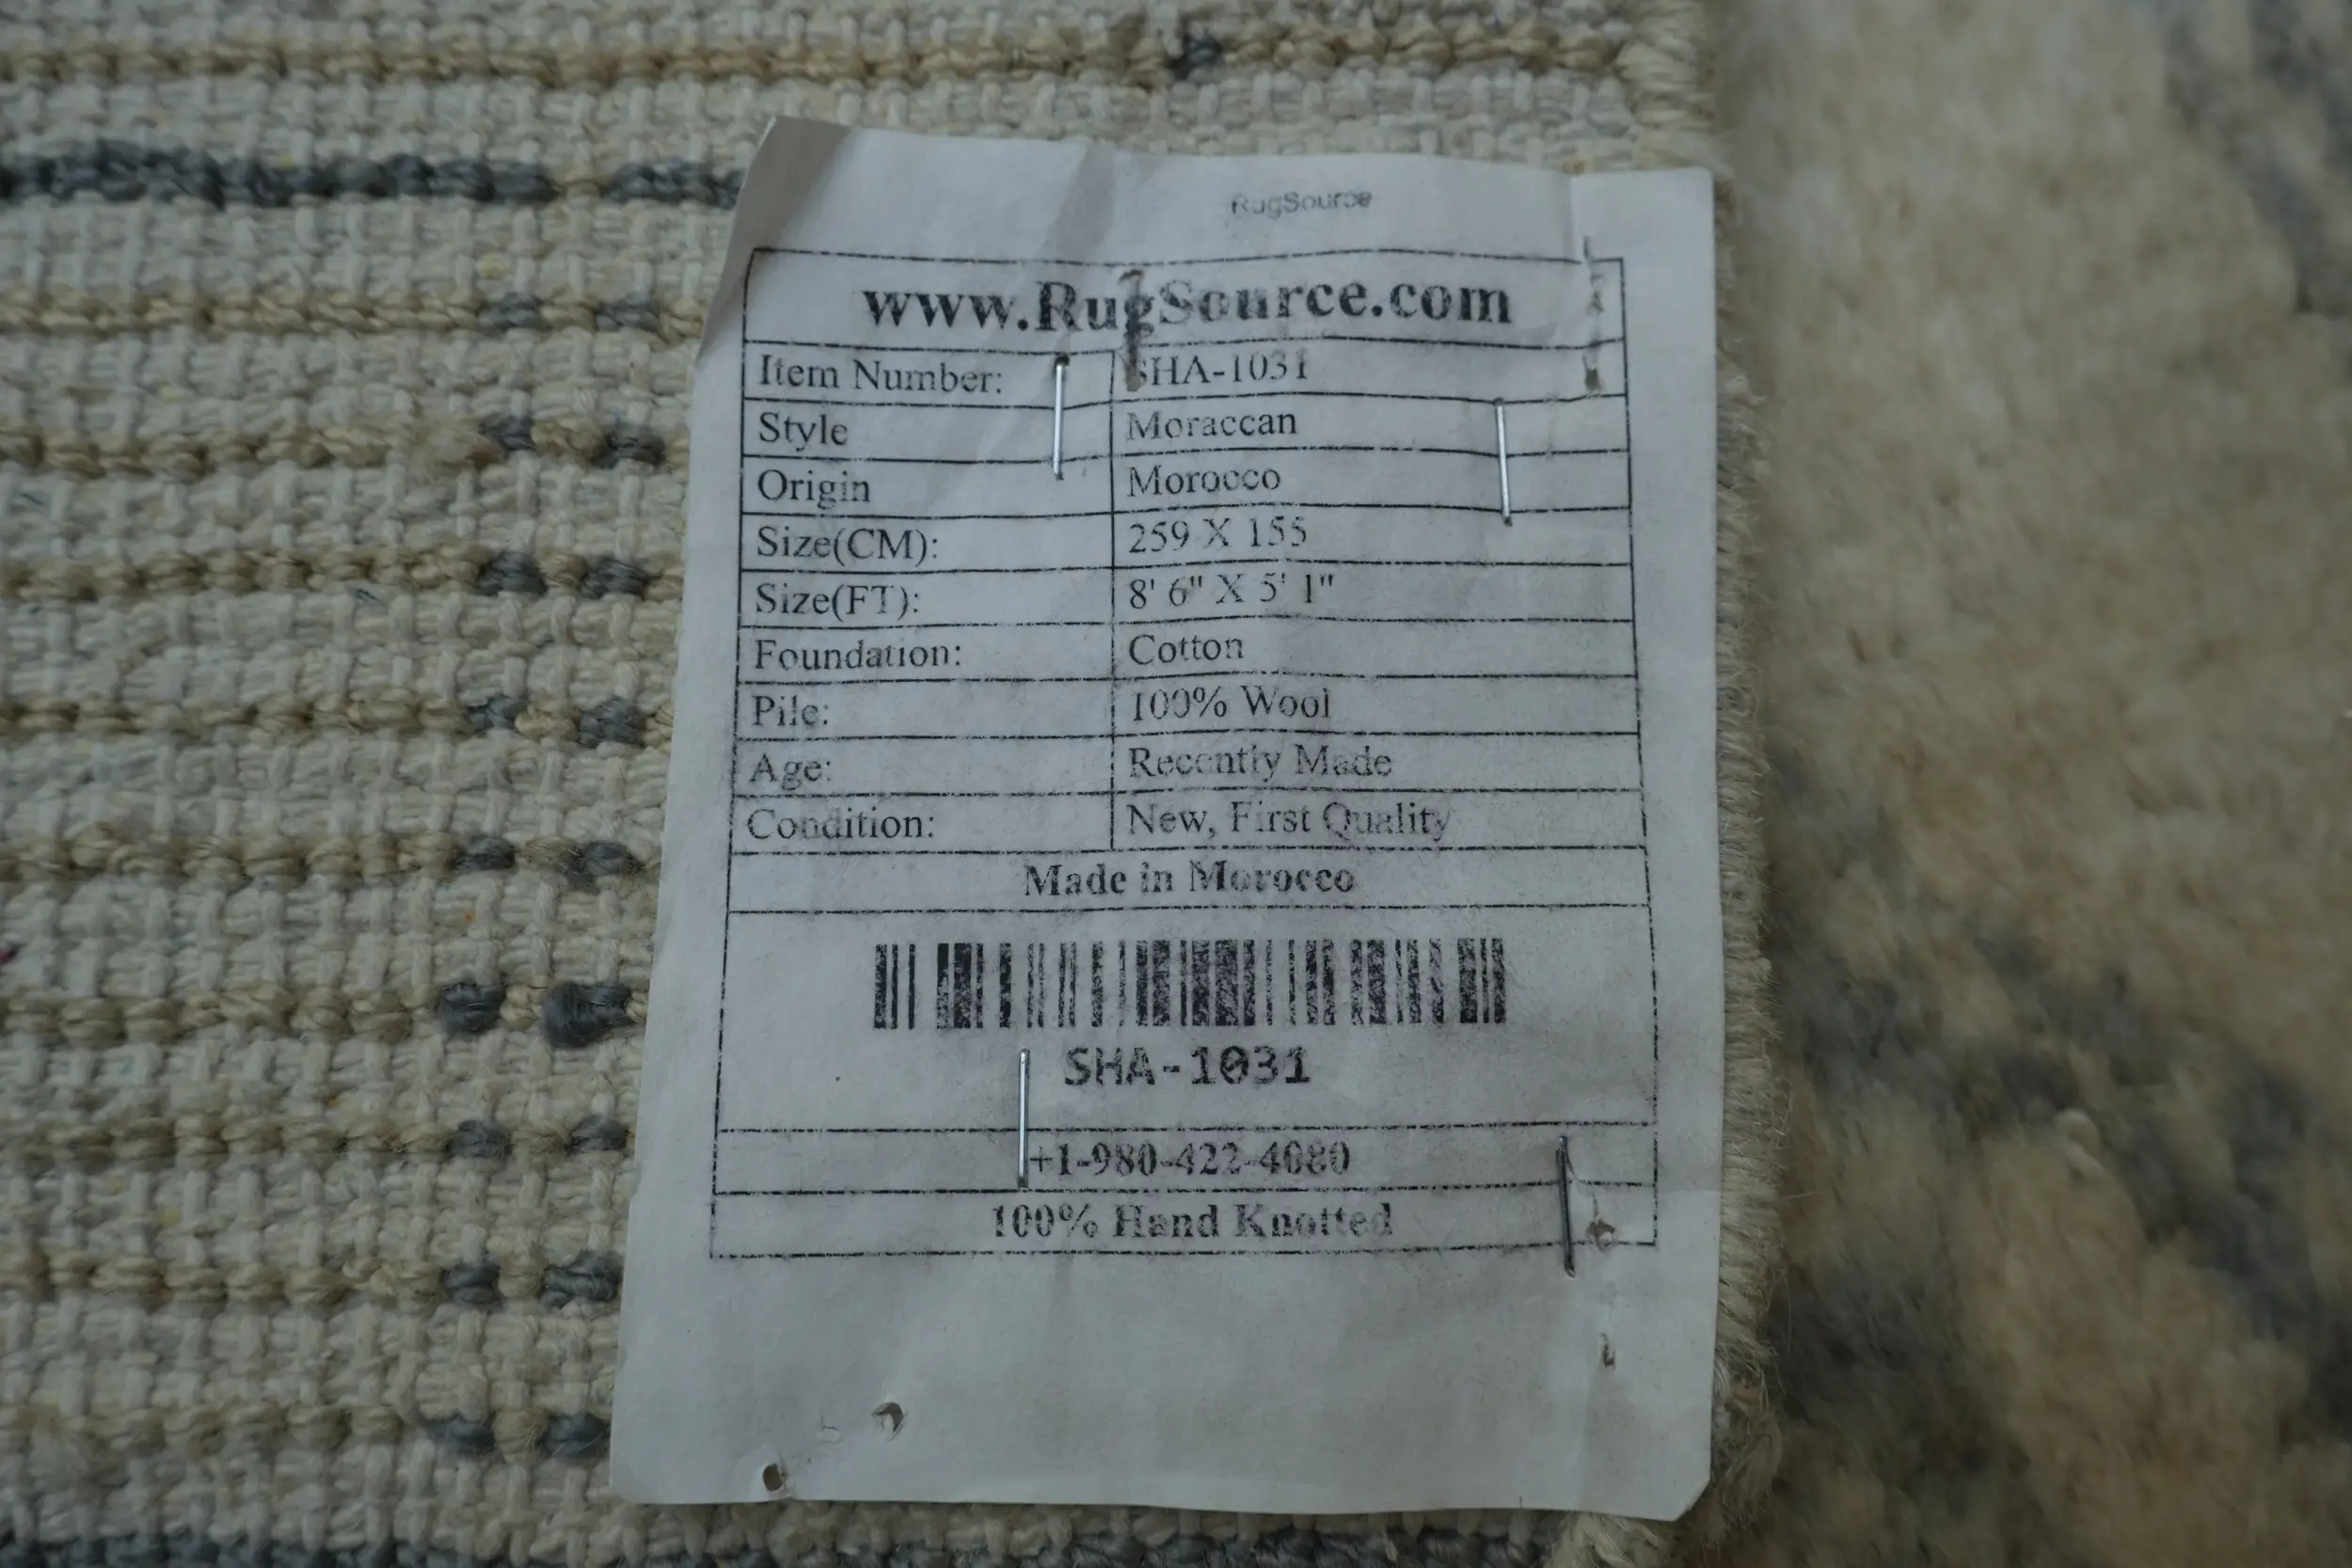 RugSource
www.RugSource.com
Item Number: SHA-1031
Style Moraccan
Origin Morocco
Size(CM): 259 X 155
Size(FT): 8' 6" X 5' 1"
Foundation: Cotton
Pile: 100% Wool
Age: Recently Made
Condition: New, First Quality
Made in Morocco
SHA-1031
+1-980-422-4080
100% Hand Knotted